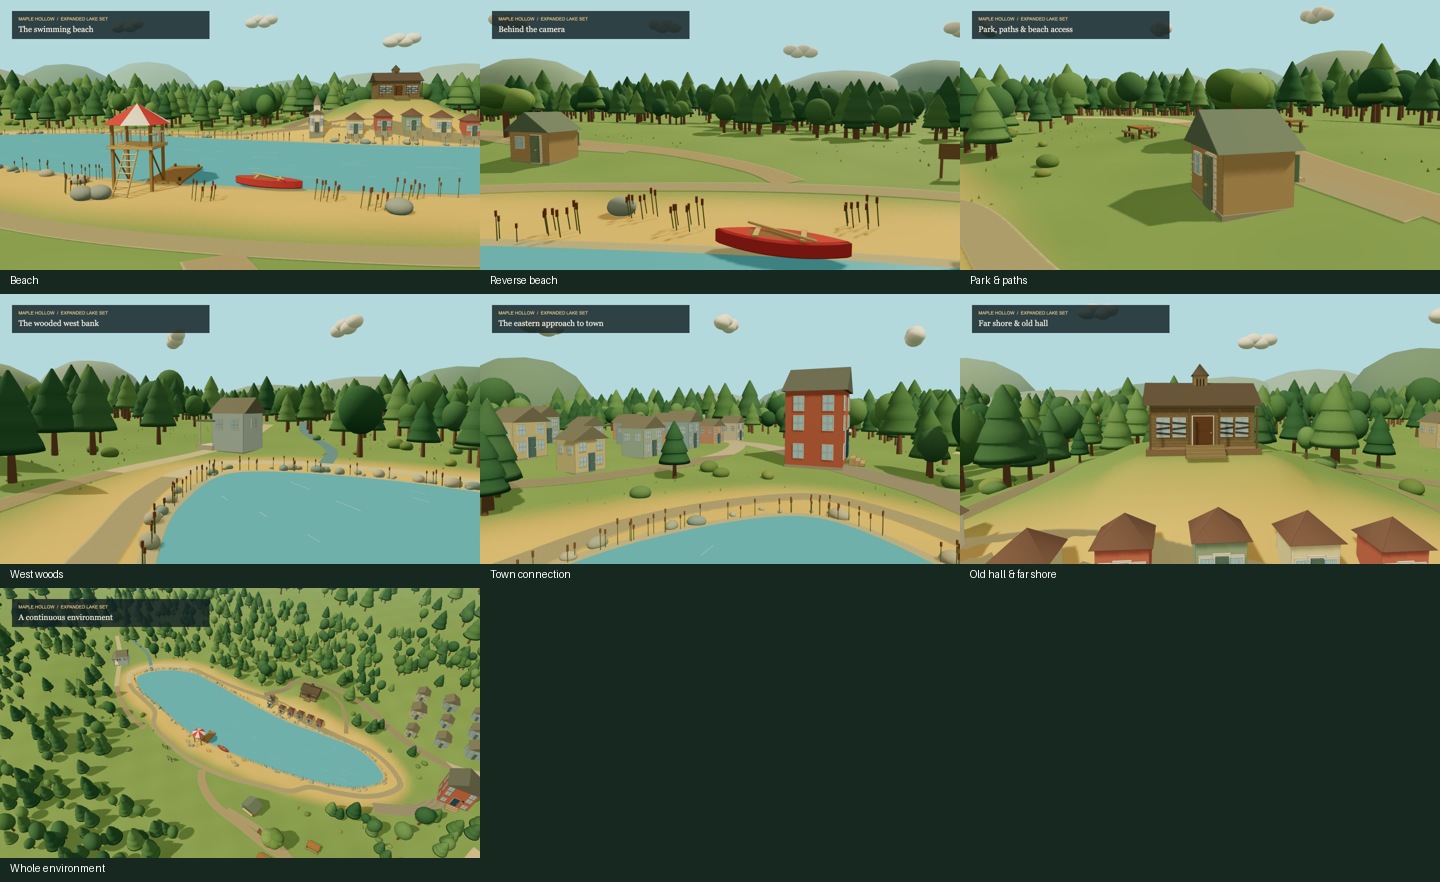 MAPLE HOLLOW / EXPANDED LAKE SET
The swimming beach
Beach
MAPLE HOLLOW / EXPANDED LAKE SET
Behind the camera
Reverse beach
MAPLE HOLLOW / EXPANDED LAKE SET
Park, paths & beach access
Park & paths
MAPLE HOLLOW / EXPANDED LAKE SET
The wooded west bank
West woods
MAPLE HOLLOW / EXPANDED LAKE SET
The eastern approach to town
Town connection
MAPLE HOLLOW / EXPANDED LAKE SET
Far shore & old hall
Old hall & far shore
MAPLE HOLLOW / EXPANDED LAKE SET
A continuous environment
Whole environment